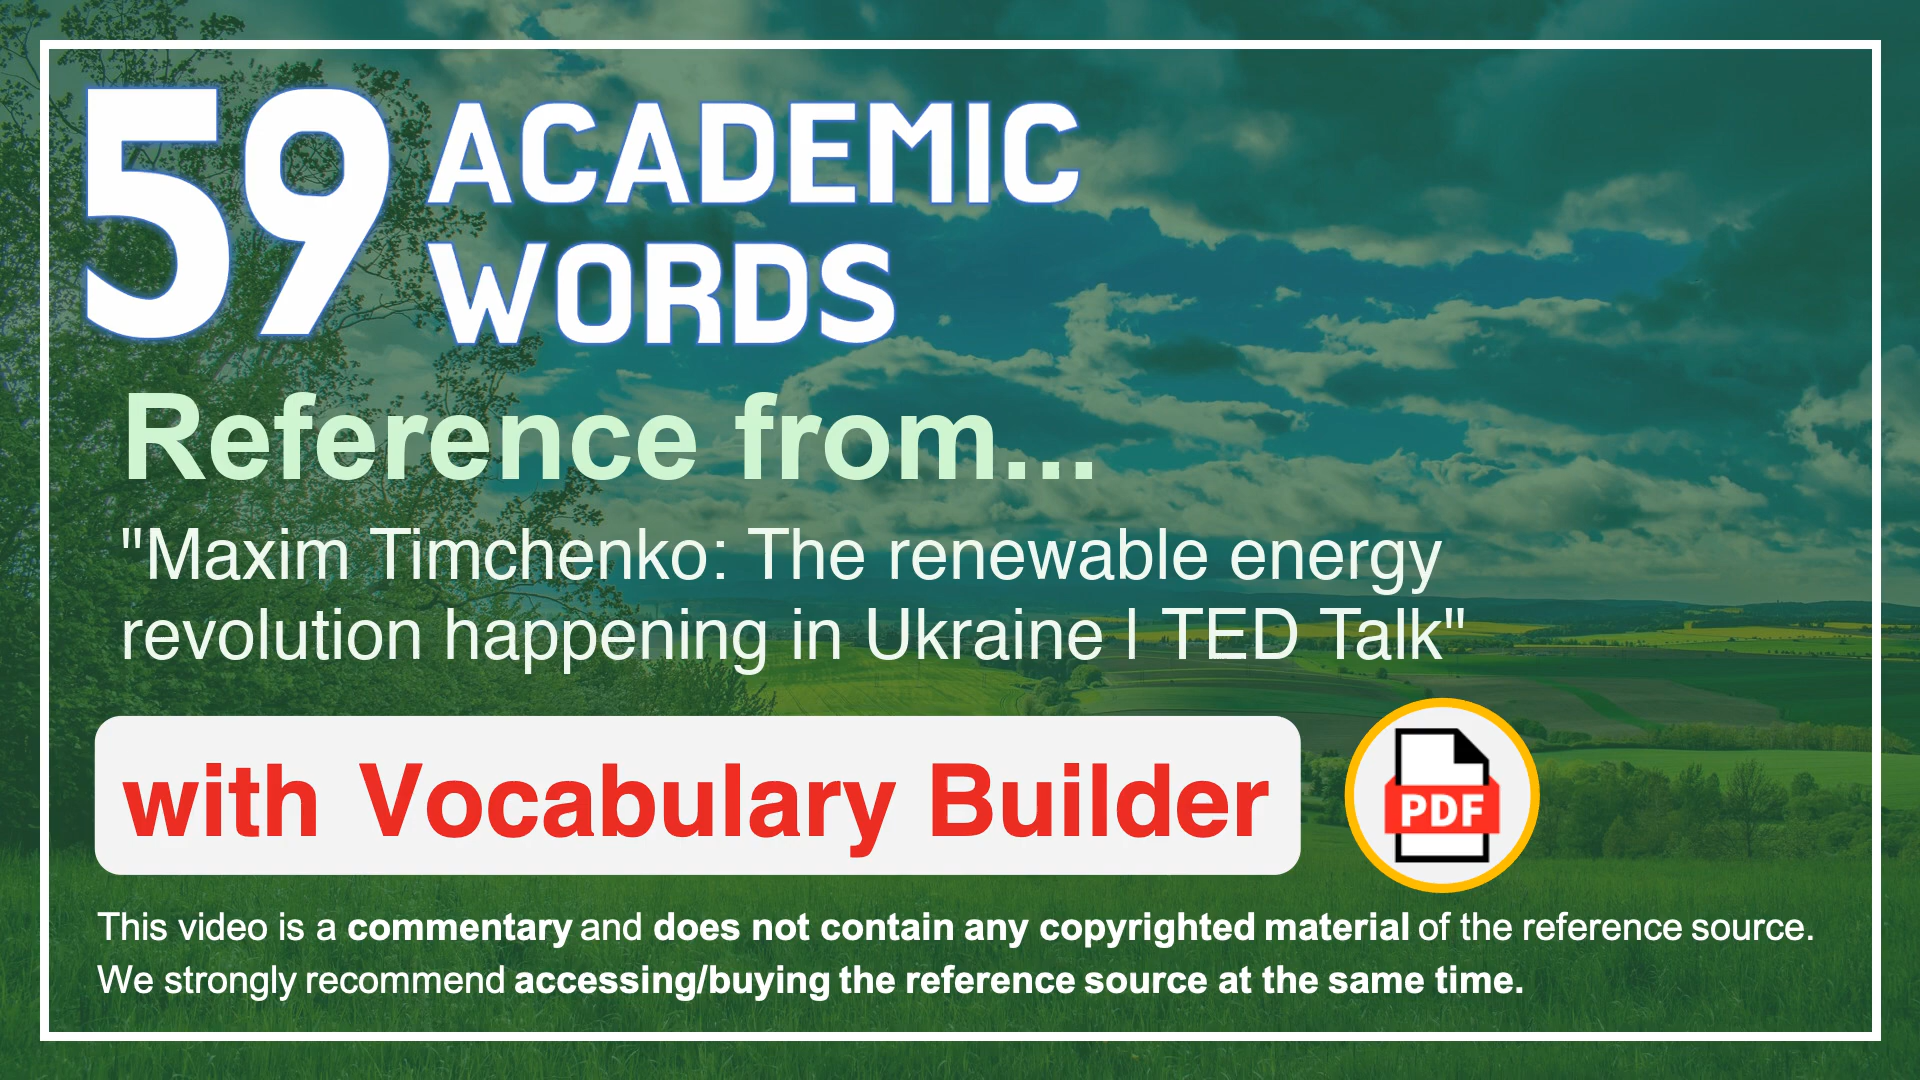 59 ACADEMIC
WORDS
Reference from...
"Maxim Timchenko: The renewable energy
revolution happening in Ukraine | TED Talk"
with Vocabulary Builder
PDF
This video is a commentary and does not contain any copyrighted material of the reference source.
We strongly recommend accessing/buying the reference source at the same time.